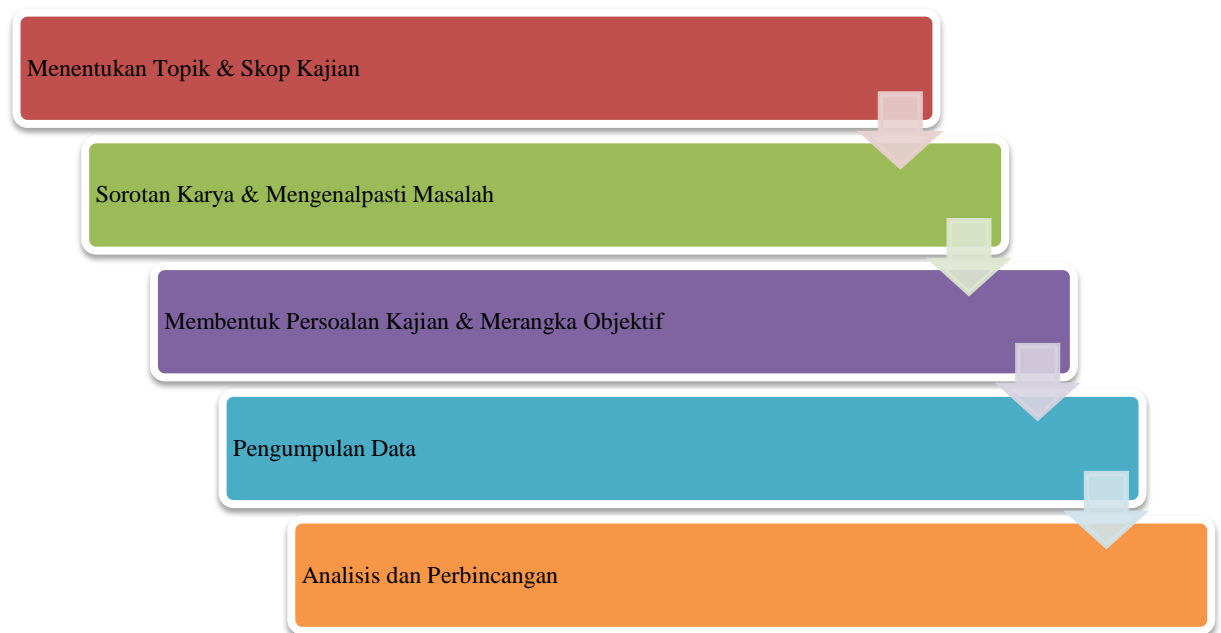 Menentukan Topik & Skop Kajian
Sorotan Karya & Mengenalpasti Masalah
Membentuk Persoalan Kajian & Merangka Objektif
Pengumpulan Data
Analisis dan Perbincangan